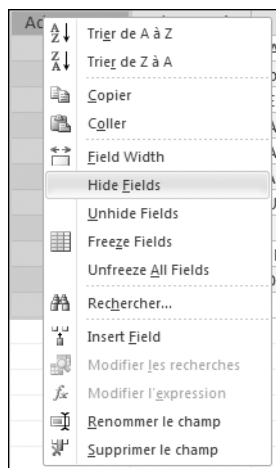 Ad
Trier de A à Z
Trier de Z à A
Copier
Coller
Field Width
Hide Fields
Unhide Fields
Freeze Fields
Unfreeze All Fields
Rechercher...
Insert Field
Modifier les recherches
Modifier l'expression
Renommer le champ
Supprimer le champ